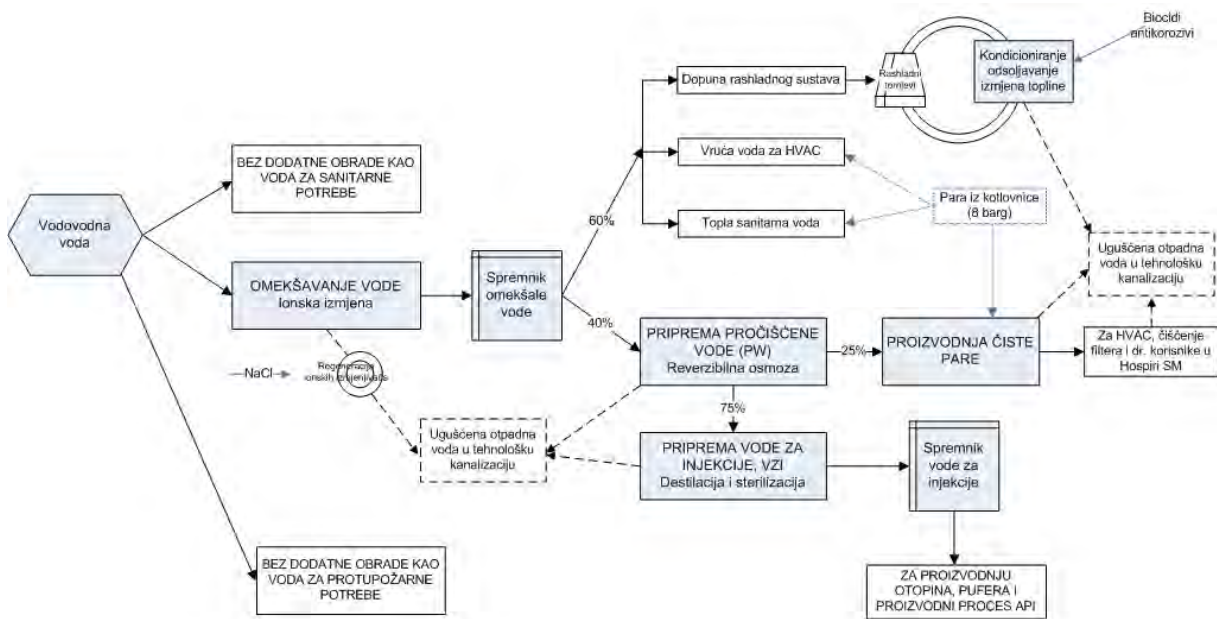 Biocidi
antikorozivi
Kondicioniranje
odsoljavanje
izmjena topline
Rashladni
tornjevi
Dopuna rashladnog sustava
BEZ DODATNE OBRADE KAO
VODA ZA SANITARNE
POTREBE
Vruća voda za HVAC
Para iz kotlovnice
(8 barg)
Topla sanitarna voda
60%
Vodovodna
voda
OMEKŠAVANJE VODE
Ionska izmjena
Spremnik
omekšale
vode
Ugušćena otpadna
voda u tehnološku
kanalizaciju
40%
PRIPREMA PROČIŠĆENE
VODE (PW)
Reverzibilna osmoza
25%
PROIZVODNJA ČISTE
PARE
Za HVAC, čišćenje
filtera i dr. korisnike u
Hospiri SM
NaCl
Regeneracija
ionskih izmjenjivača
75%
Ugušćena otpadna
voda u tehnološku
kanalizaciju
PRIPREMA VODE ZA
INJEKCIJE, VZI
Destilacija i sterilizacija
Spremnik
vode za
injekcije
BEZ DODATNE OBRADE KAO
VODA ZA PROTUPOŽARNE
POTREBE
ZA PROIZVODNJU
OTOPINA, PUFERA I
PROIZVODNI PROCES API